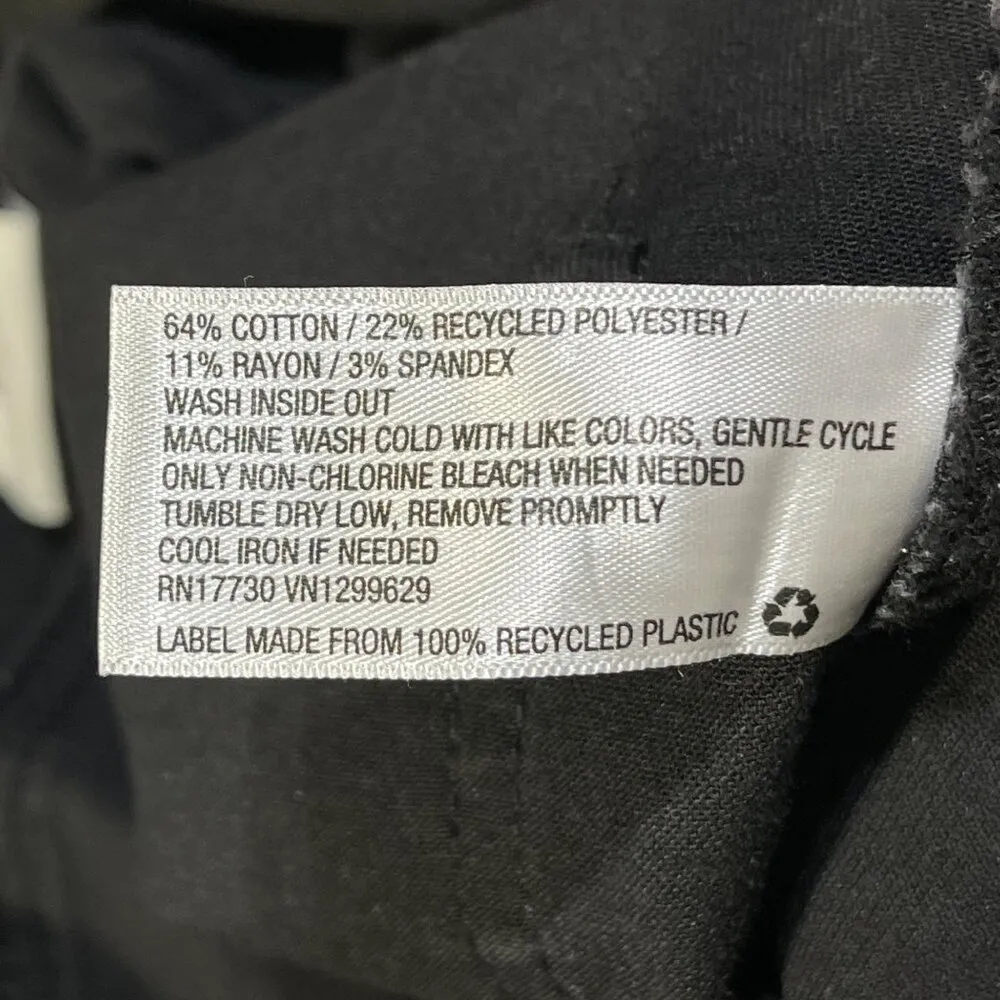 64% COTTON / 22% RECYCLED POLYESTER /
11% RAYON / 3% SPANDEX
WASH INSIDE OUT
MACHINE WASH COLD WITH LIKE COLORS, GENTLE CYCLE
ONLY NON-CHLORINE BLEACH WHEN NEEDED
TUMBLE DRY LOW, REMOVE PROMPTLY
COOL IRON IF NEEDED
RN17730 VN1299629
LABEL MADE FROM 100% RECYCLED PLASTIC